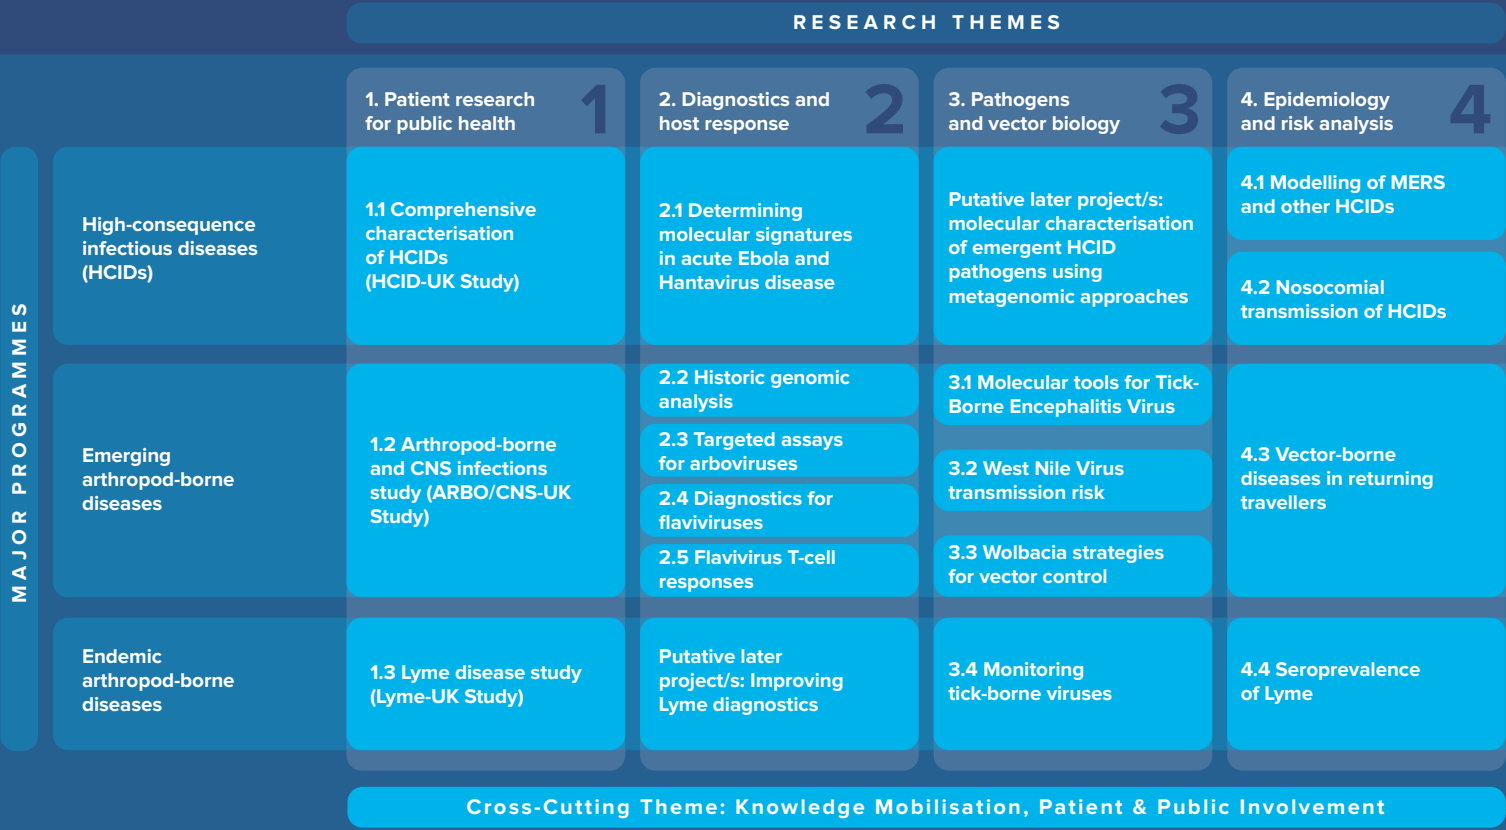 RESEARCH THEMES
1. Patient research
for public health
1
2. Diagnostics and
host response
2
3. Pathogens
and vector biology
3
4. Epidemiology
and risk analysis
4
MAJOR PROGRAMMES
High-consequence
infectious diseases
(HCIDs)
1.1 Comprehensive
characterisation
of HCIDs
(HCID-UK Study)
2.1 Determining
molecular signatures
in acute Ebola and
Hantavirus disease
Putative later project/s:
molecular characterisation
of emergent HCID
pathogens using
metagenomic approaches
4.1 Modelling of MERS
and other HCIDs
4.2 Nosocomial
transmission of HCIDs
Emerging
arthropod-borne
diseases
1.2 Arthropod-borne
and CNS infections
study (ARBO/CNS-UK
Study)
2.2 Historic genomic
analysis
2.3 Targeted assays
for arboviruses
2.4 Diagnostics for
flaviviruses
2.5 Flavivirus T-cell
responses
3.1 Molecular tools for Tick-
Borne Encephalitis Virus
3.2 West Nile Virus
transmission risk
3.3 Wolbacia strategies
for vector control
4.3 Vector-borne
diseases in returning
travellers
Endemic
arthropod-borne
diseases
1.3 Lyme disease study
(Lyme-UK Study)
Putative later
project/s: Improving
Lyme diagnostics
3.4 Monitoring
tick-borne viruses
4.4 Seroprevalence
of Lyme
Cross-Cutting Theme: Knowledge Mobilisation, Patient & Public Involvement